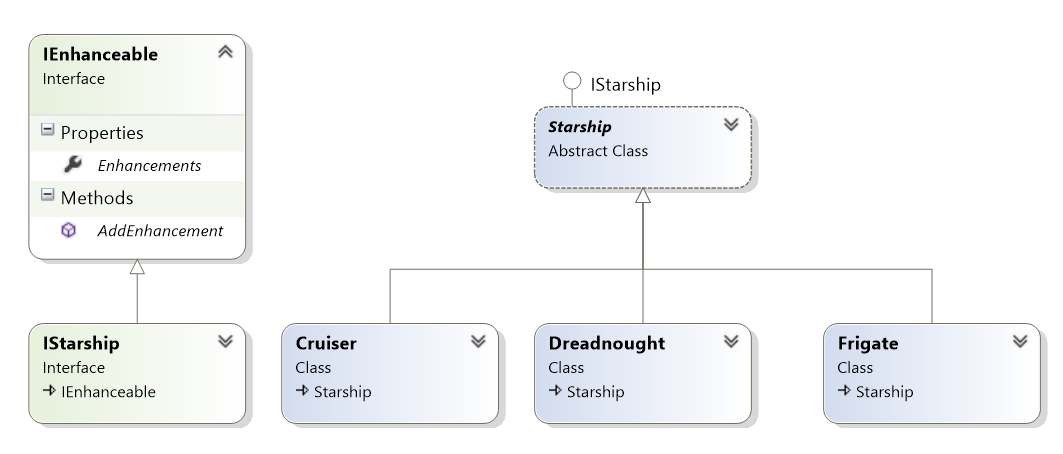 IEnhanceable
Interface
Properties
Enhancements
Methods
AddEnhancement
IStarship
Starship
Abstract Class
IStarship
Interface
IEnhanceable
Cruiser
Class
Starship
Dreadnought
Class
Starship
Frigate
Class
Starship